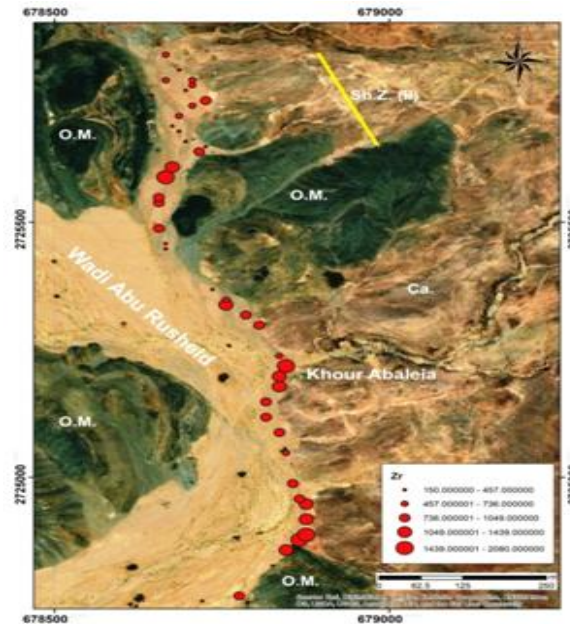 678500 679000
Sh.Z. (II)
O.M.
O.M.
2725500
Wadi Abu Rusheid
Ca.
Khour Abaleia
O.M.
2725000
Zr
150.000000 - 457.000000
457.000001 - 736.000000
736.000001 - 1049.000000
1049.000001 - 1439.000000
1439.000001 - 2080.000000
O.M.
0 62.5 125 250
678500 679000